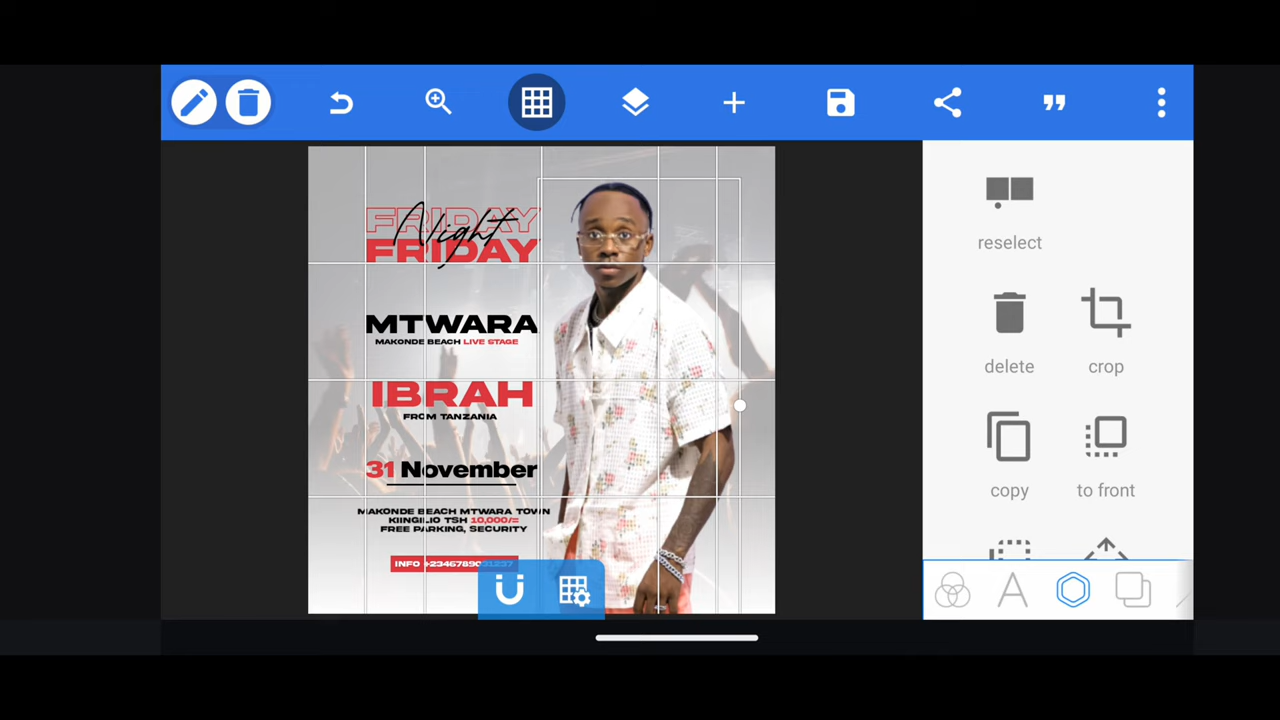 FRIDAY
Night
FRIDAY
MTWARA
MAKONDE BEACH LIVE STAGE
IBRAH
FROM TANZANIA
31 November
MAKONDE BEACH MTWARA TOWN
KIINGILIO TSH 10,000/=
FREE PARKING, SECURITY
INFO
reselect
delete
crop
copy
to front
A